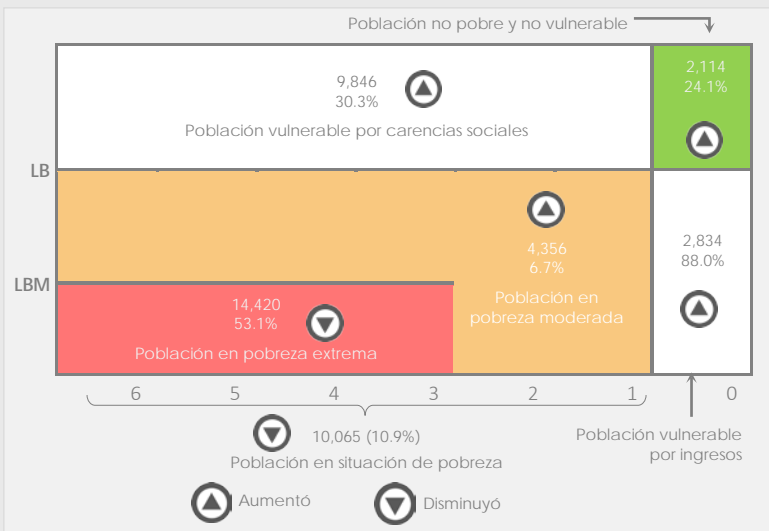 Población no pobre y no vulnerable
9,846
30.3%
Población vulnerable por carencias sociales
2,114
24.1%
LB
4,356
6.7%
Población en
pobreza moderada
2,834
88.0%
LBM
14,420
53.1%
Población en pobreza extrema
6 5 4 3 2 1 0
10,065 (10.9%)
Población en situación de pobreza
Población vulnerable
por ingresos
Aumentó
Disminuyó